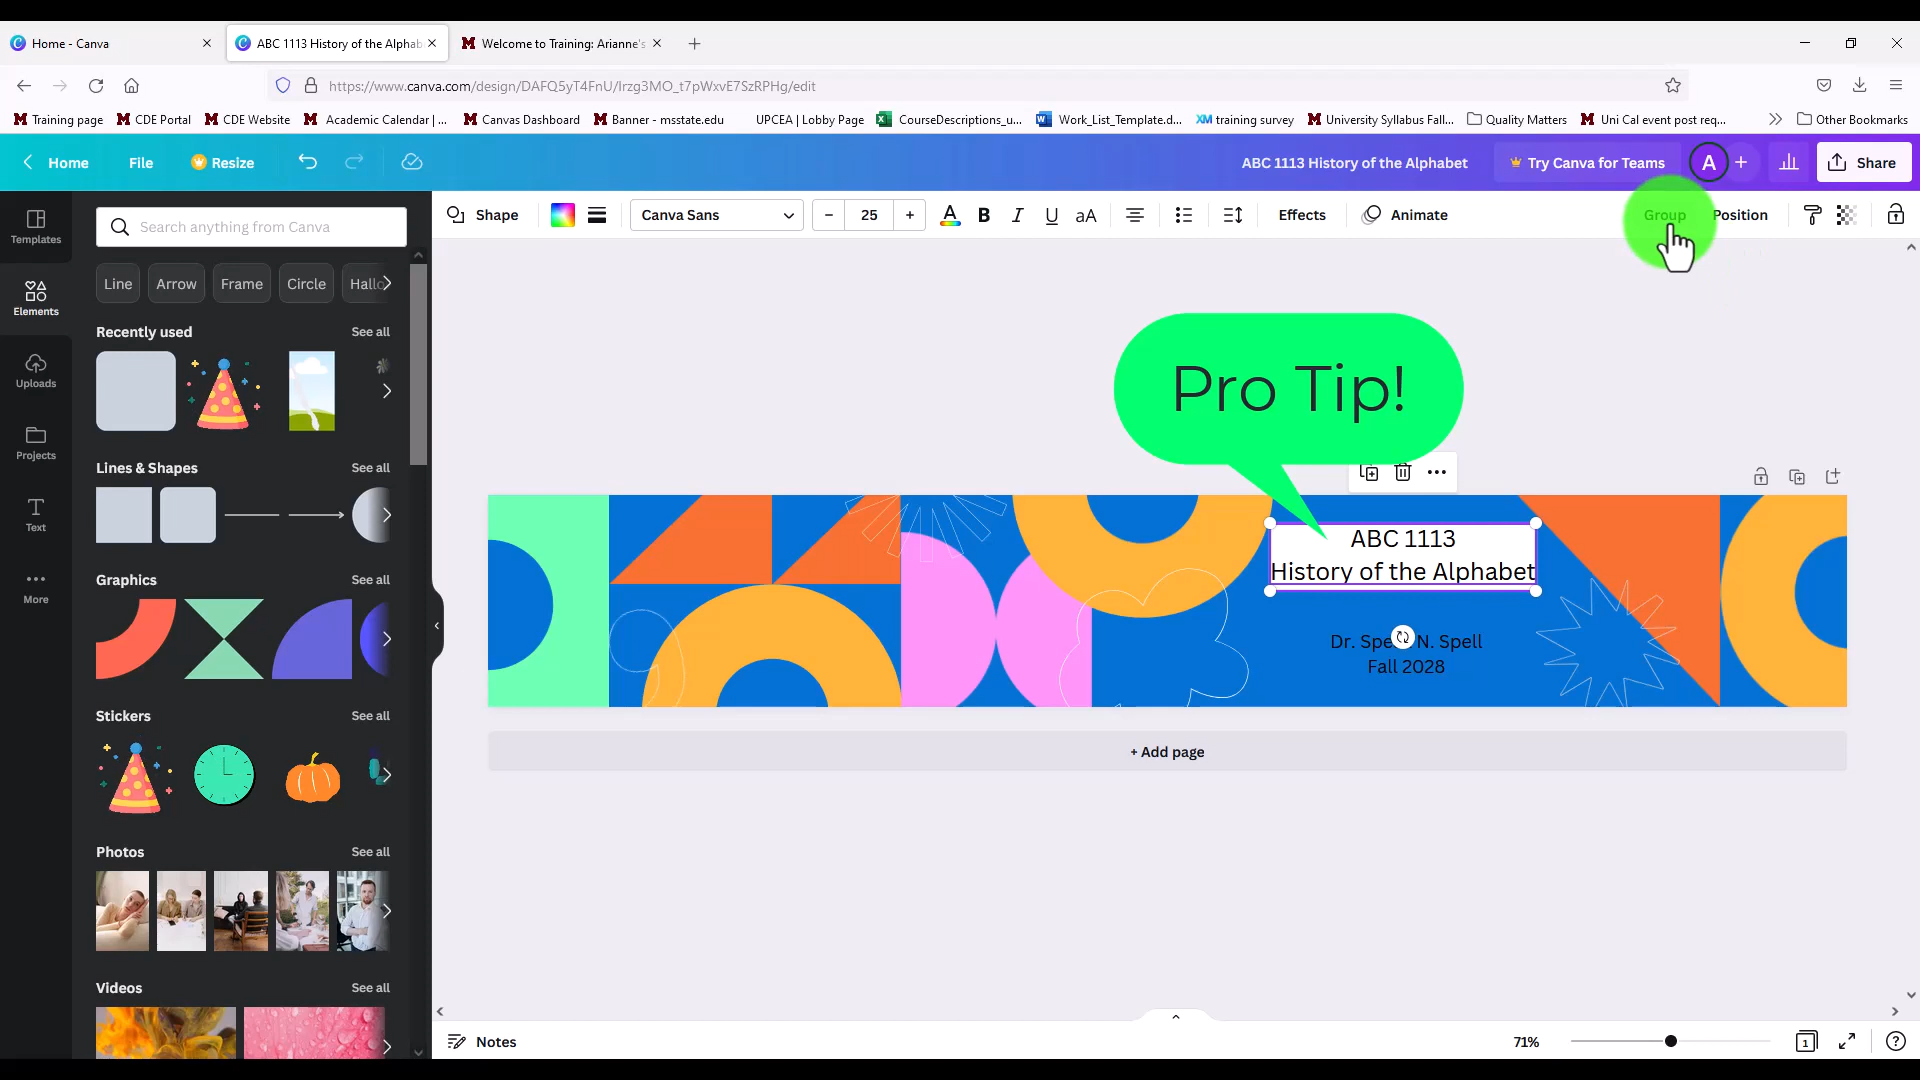 Home - Canva
ABC 1113 History of the Alphab
Welcome to Training: Arianne's
https://www.canva.com/design/DAFQ5yT4FnU/Irzg3MO_t7pWxvE7SzRPHg/edit
Training page
CDE Portal
CDE Website
Academic Calendar | ...
Canvas Dashboard
Banner - msstate.edu
UPCEA | Lobby Page
CourseDescriptions_u...
Work_List_Template.d...
training survey
University Syllabus Fall...
Quality Matters
Uni Cal event post req...
Other Bookmarks
Home
File
Resize
ABC 1113 History of the Alphabet
Try Canva for Teams
A
Share
Shape
Canva Sans
25
A
B
I
U
aA
Effects
Animate
Group
Position
Templates
Elements
Uploads
Projects
Text
More
Search anything from Canva
Line
Arrow
Frame
Circle
Hallo
Recently used
See all
Lines & Shapes
See all
Graphics
See all
Stickers
See all
Photos
See all
Videos
See all
Pro Tip!
ABC 1113
History of the Alphabet
Dr. Spe N. Spell
Fall 2028
+ Add page
Notes
71%
1